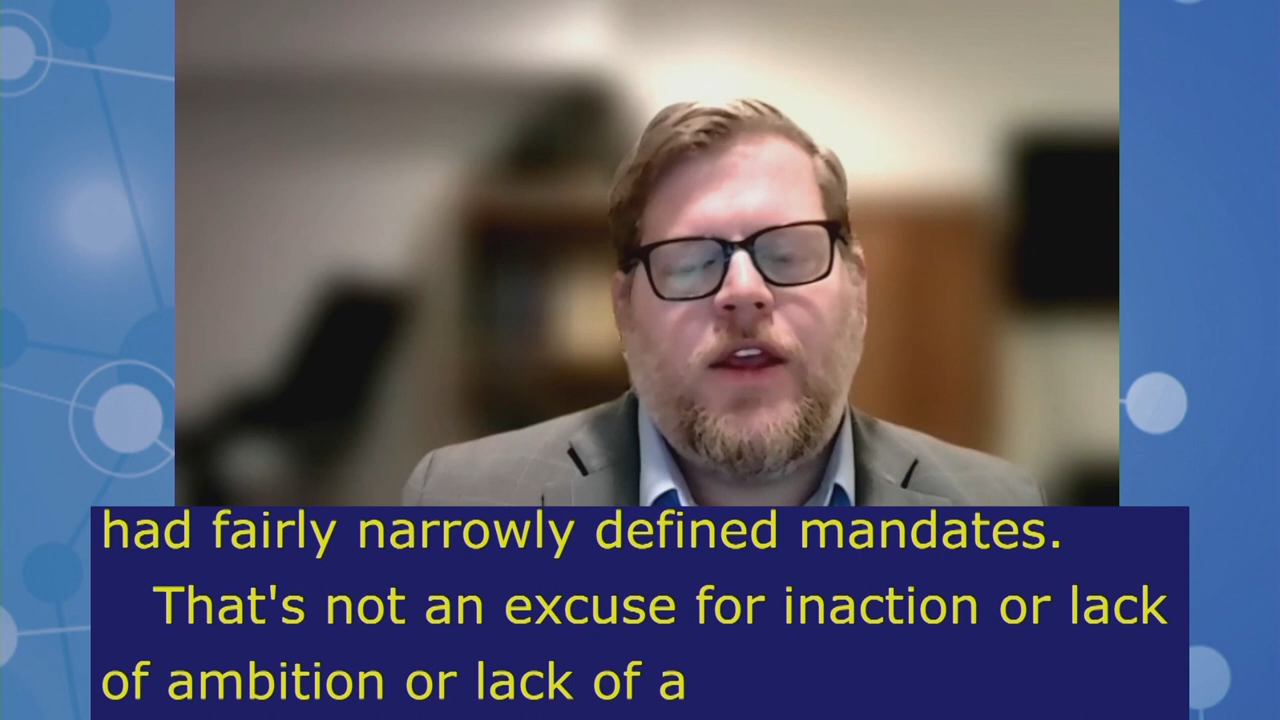 had fairly narrowly defined mandates.
That's not an excuse for inaction or lack
of ambition or lack of a